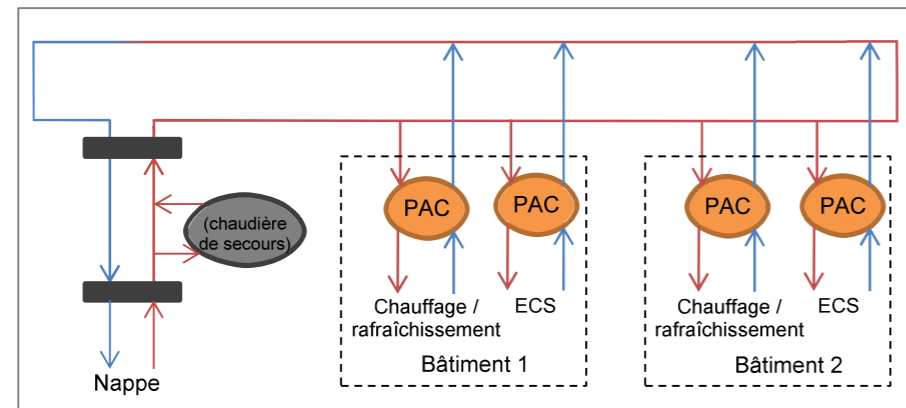 (chaudière
de secours)
PAC
PAC
PAC
PAC
Chauffage /
rafraîchissement
ECS
Chauffage /
rafraîchissement
ECS
Bâtiment 1
Bâtiment 2
Nappe